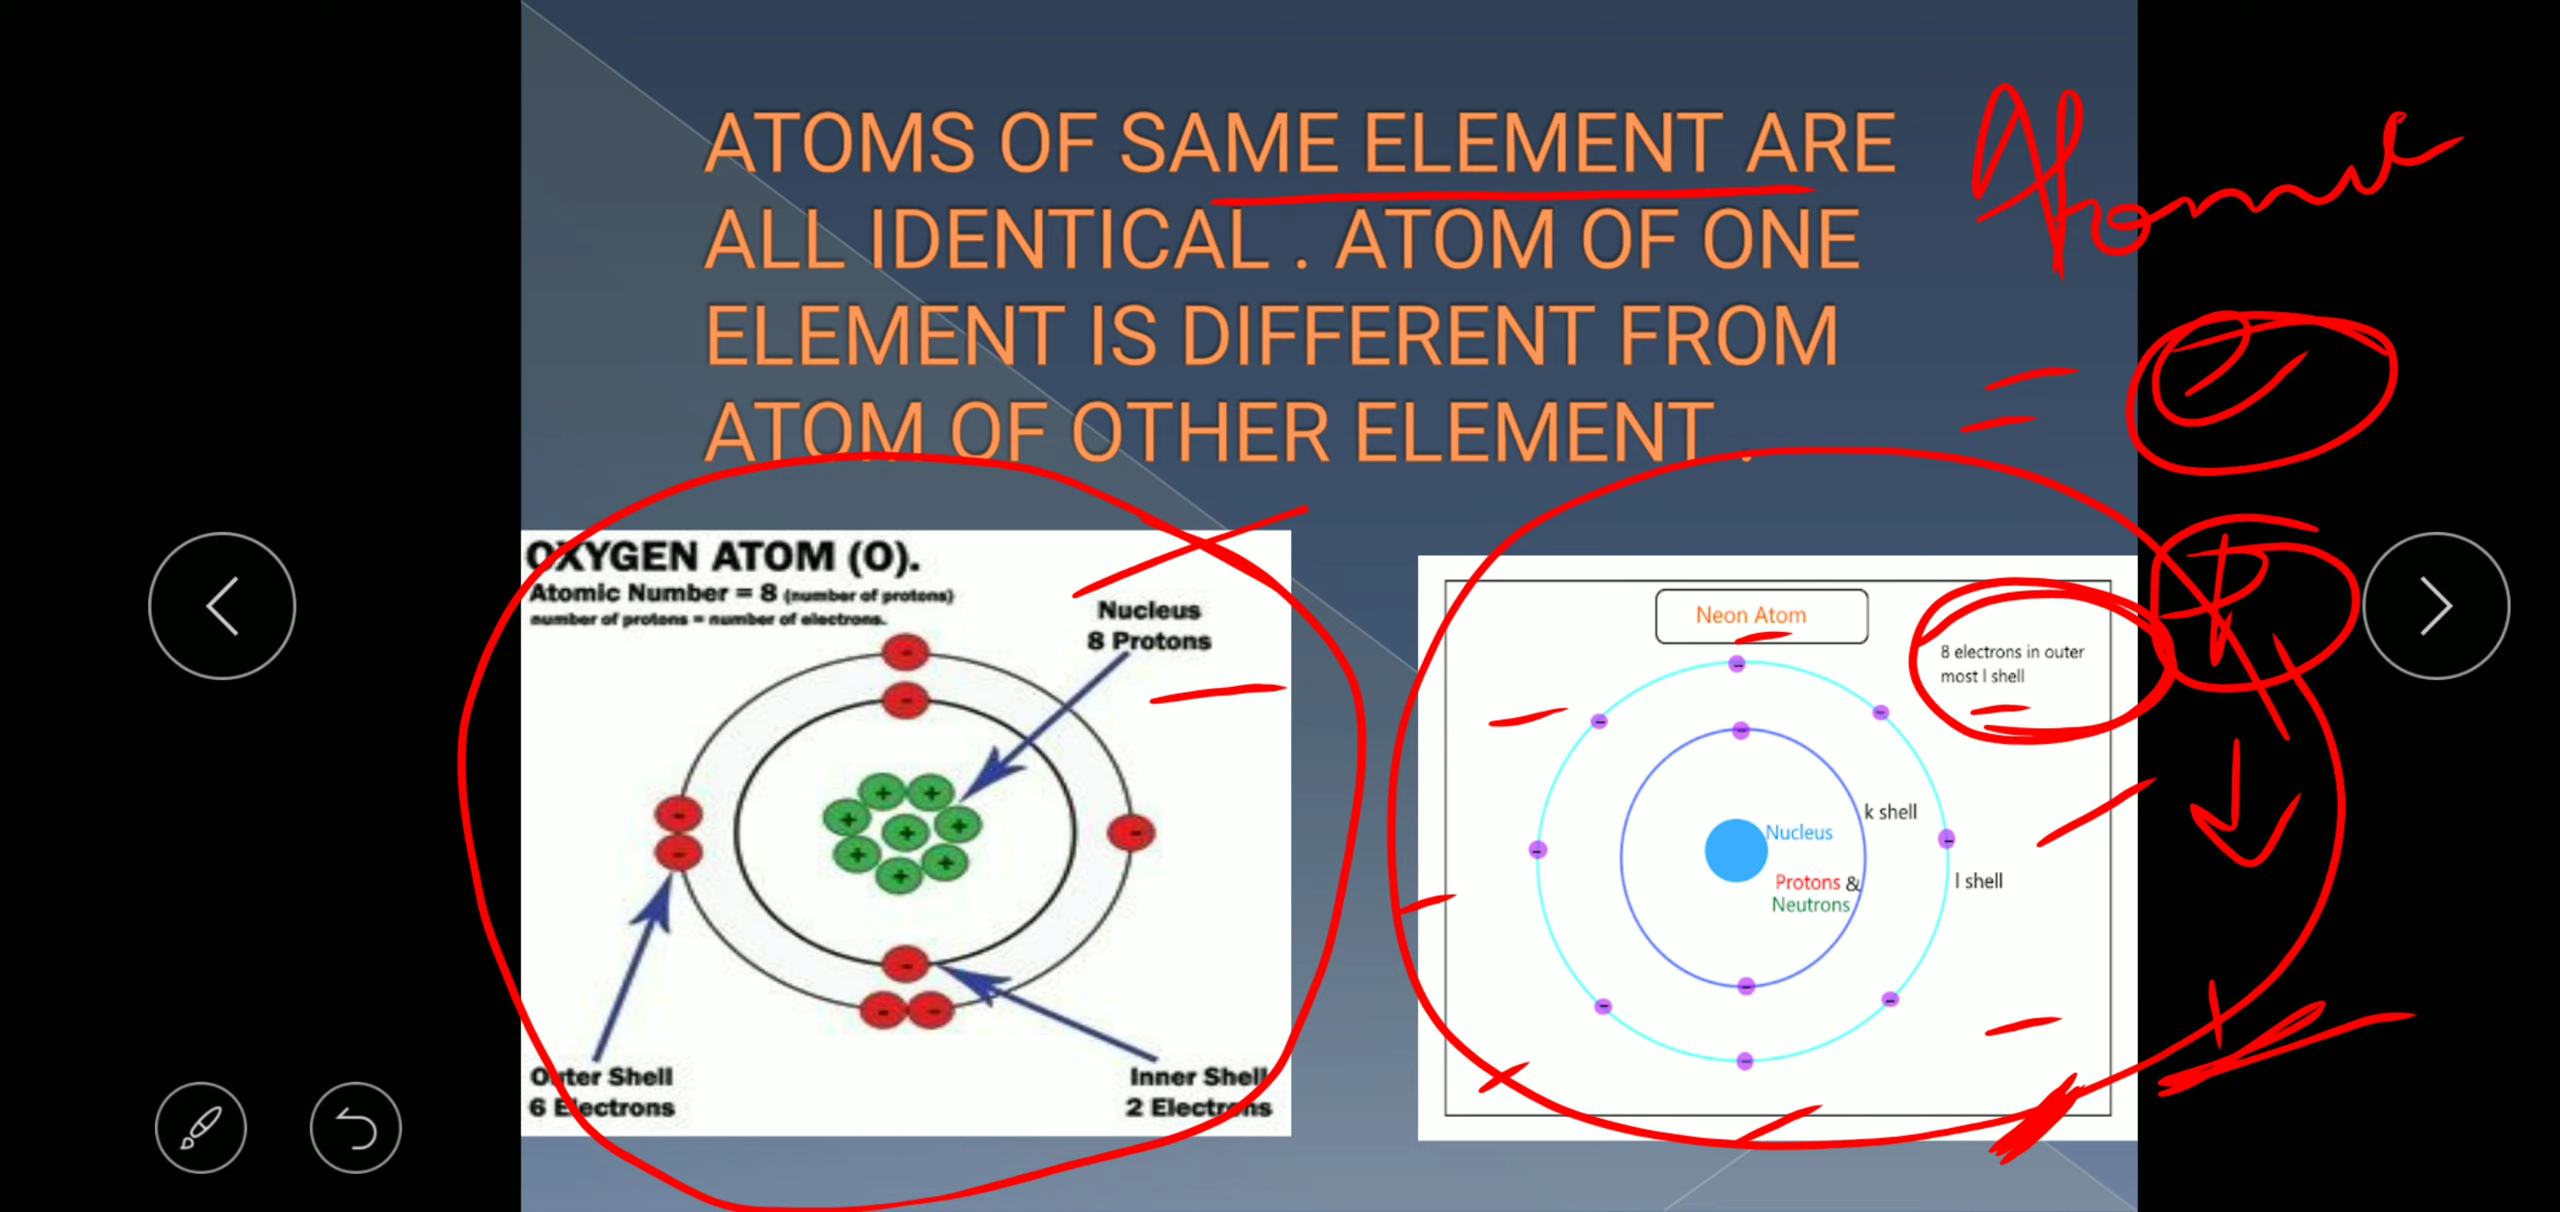 ATOMS OF SAME ELEMENT ARE
ALL IDENTICAL . ATOM OF ONE
ELEMENT IS DIFFERENT FROM
ATOM OF OTHER ELEMENT .
OXYGEN ATOM (O).
Atomic Number = 8 (number of protons)
number of protons = number of electrons.
Nucleus
8 Protons
Outer Shell
6 Electrons
Inner Shell
2 Electrons
Neon Atom
8 electrons in outer
most l shell
k shell
Nucleus
Protons &
Neutrons
l shell